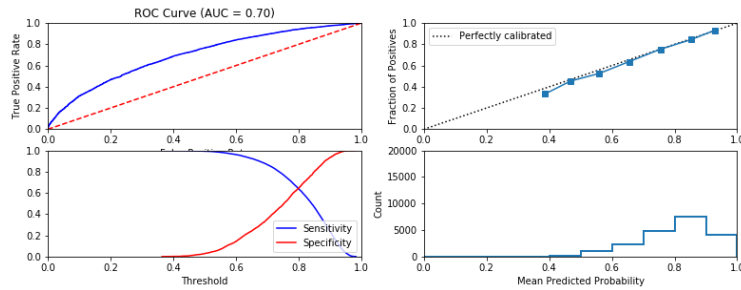 ROC Curve (AUC = 0.70)
True Positive Rate
1.0
0.8
0.6
0.4
0.2
0.0
0.0 0.2 0.4 0.6 0.8 1.0
Fraction of Positives
1.0
0.8
0.6
0.4
0.2
0.0
Perfectly calibrated
0.0 0.2 0.4 0.6 0.8 1.0
1.0
0.8
0.6
0.4
0.2
0.0
Sensitivity
Specificity
0.0 0.2 0.4 0.6 0.8 1.0
Threshold
Count
20000
15000
10000
5000
0
0.0 0.2 0.4 0.6 0.8 1.0
Mean Predicted Probability